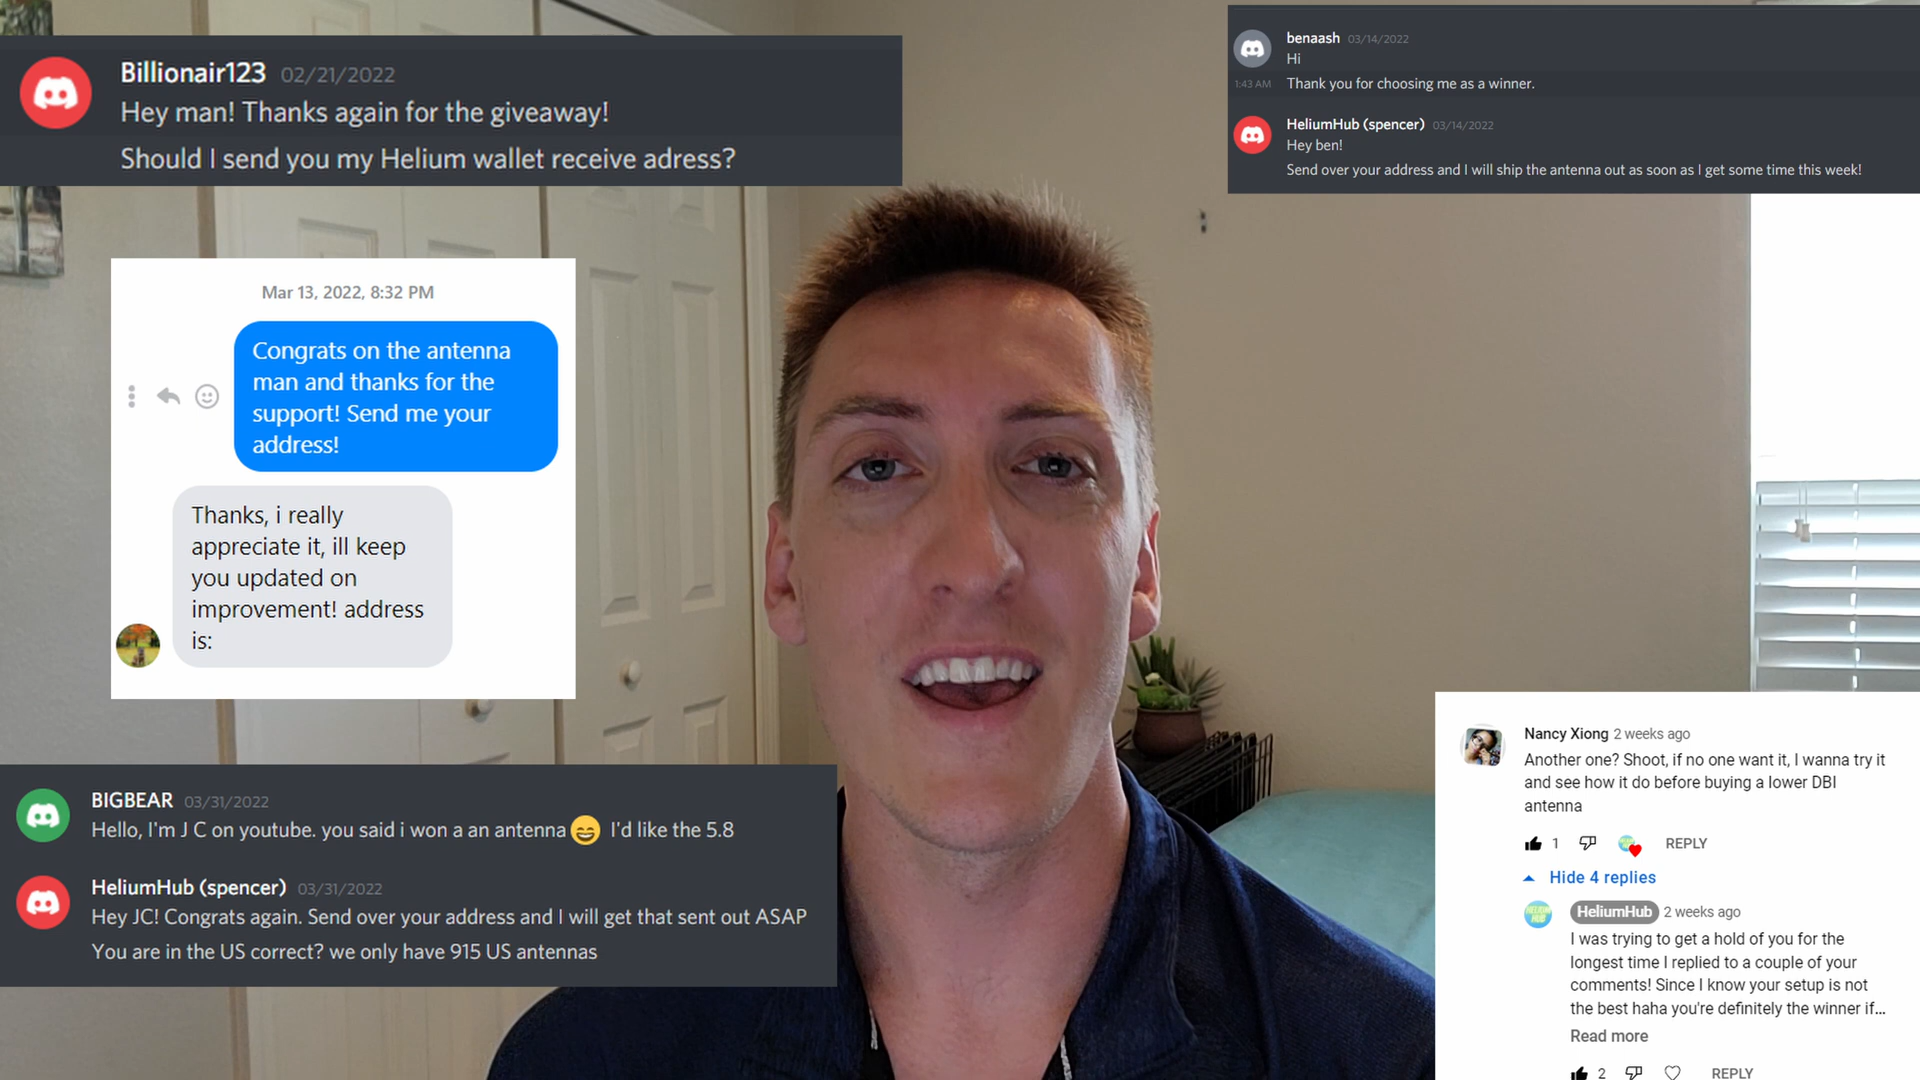 Billionair123 02/21/2022
Hey man! Thanks again for the giveaway!
Should I send you my Helium wallet receive adress?
benaash 03/14/2022
Hi
1:43 AM Thank you for choosing me as a winner.
HeliumHub (spencer) 03/14/2022
Hey ben!
Send over your address and I will ship the antenna out as soon as I get some time this week!
Mar 13, 2022, 8:32 PM
Congrats on the antenna
man and thanks for the
support! Send me your
address!
Thanks, i really
appreciate it, ill keep
you updated on
improvement! address
is:
BIGBEAR 03/31/2022
Hello, I'm J C on youtube. you said i won a an antenna 😄 I'd like the 5.8
HeliumHub (spencer) 03/31/2022
Hey JC! Congrats again. Send over your address and I will get that sent out ASAP
You are in the US correct? we only have 915 US antennas
Nancy Xiong 2 weeks ago
Another one? Shoot, if no one want it, I wanna try it
and see how it do before buying a lower DBI
antenna
1 REPLY
Hide 4 replies
HELIUM HUB
HeliumHub 2 weeks ago
I was trying to get a hold of you for the
longest time I replied to a couple of your
comments! Since I know your setup is not
the best haha you're definitely the winner if...
Read more
2 REPLY